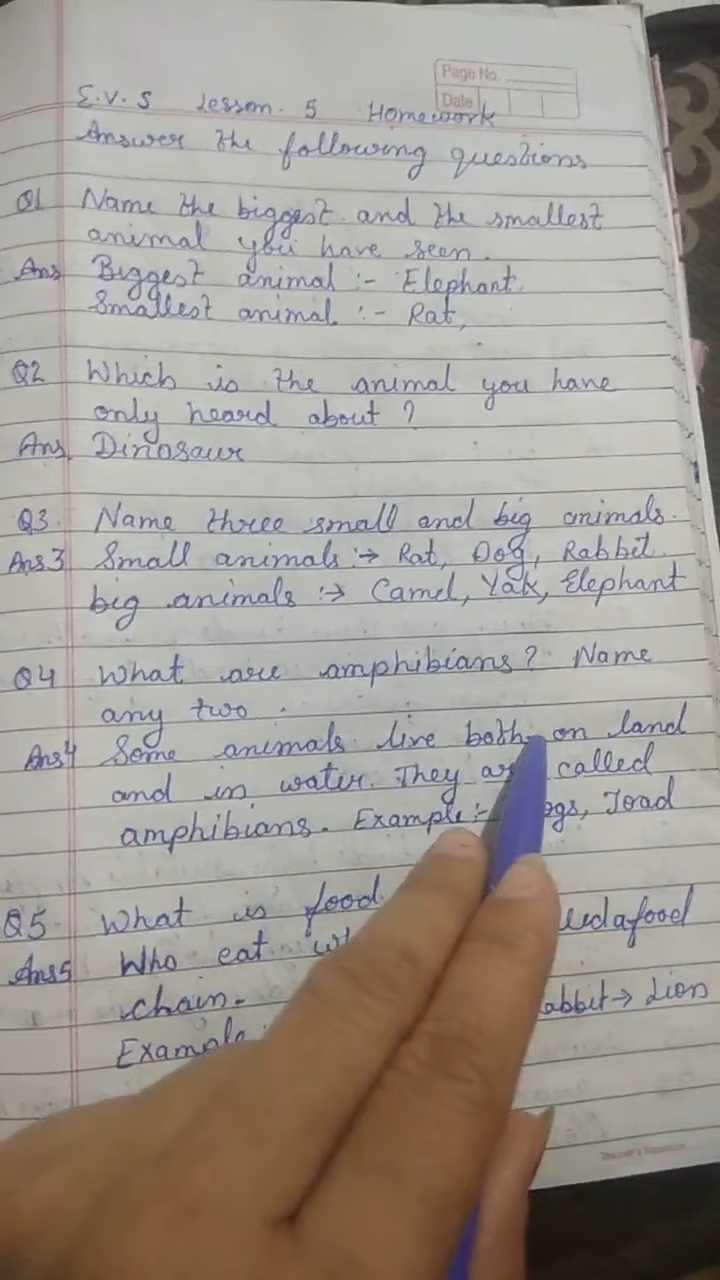 Page No.
Date
E.V.S Lesson. 5 Homework
Answer the following questions
Q1 Name the biggest and the smallest
animal you have seen.
Ans Biggest animal :- Elephant.
Smallest animal :- Rat,
Q2 Which is the animal you have
only heard about ?
Ans. Dinosaur
Q3. Name three small and big animals.
Ans3 Small animals :→ Rat, Dog, Rabbit.
big animals :→ Camel, Yak, Elephant
Q4 What are amphibians? Name
any two.
Ans4 Some animals live both on land
and in water. They are called
amphibians. Example:- Toad
Q5 What is food
Ans5 Who eat food
chain.
Example → Lion
Teacher's Signature